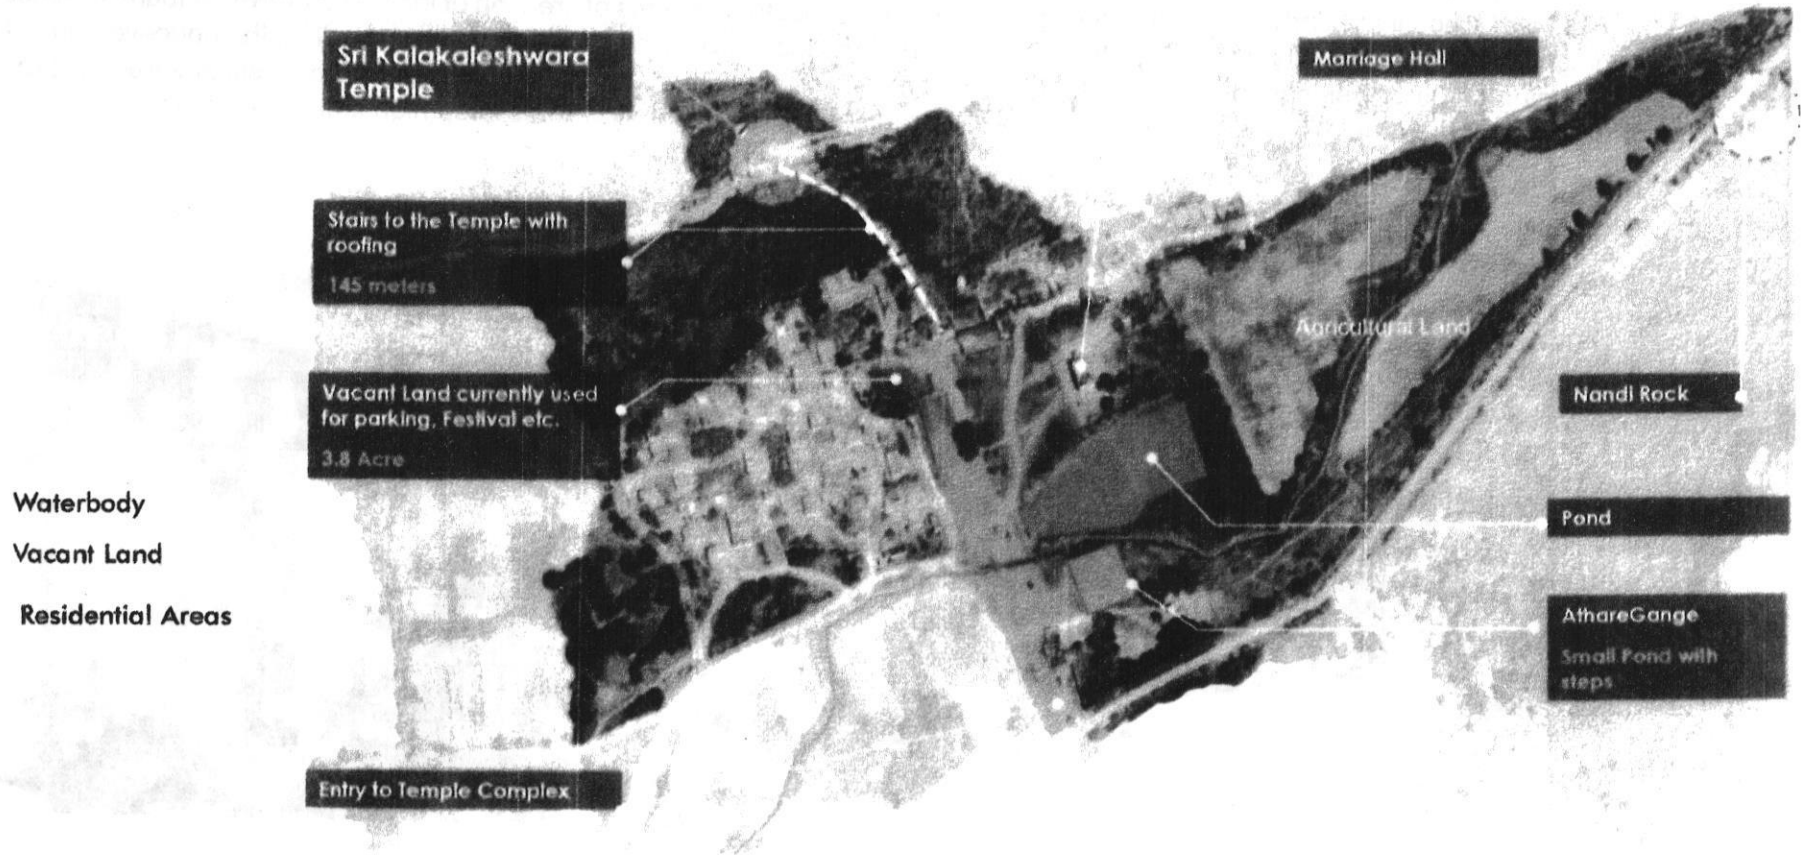 Sri Kalakaleshwara
Temple
Marriage Hall
Stairs to the Temple with
roofing
145 meters
Agricultural Land
Vacant Land currently used
for parking, Festival etc.
3.8 Acre
Nandi Rock
Waterbody
Vacant Land
Residential Areas
Pond
AthareGange
Small Pond with
steps
Entry to Temple Complex